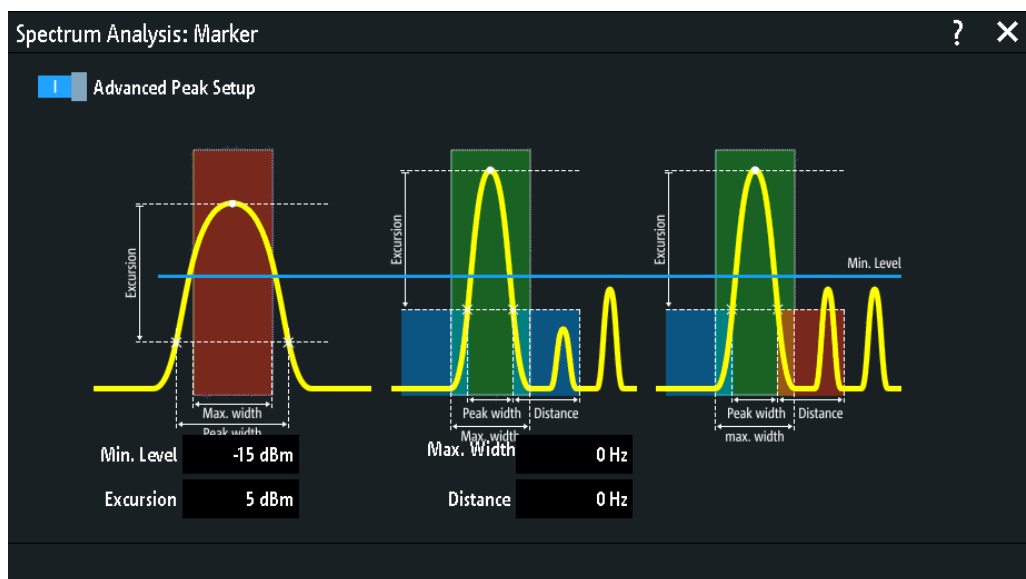 Spectrum Analysis: Marker
?
Advanced Peak Setup
Excursion
Excursion
Excursion
Min. Level
Max. width
Peak width
Peak width
Distance
Max. width
Peak width
Distance
max. width
Min. Level
-15 dBm
Max. Width
0 Hz
Excursion
5 dBm
Distance
0 Hz